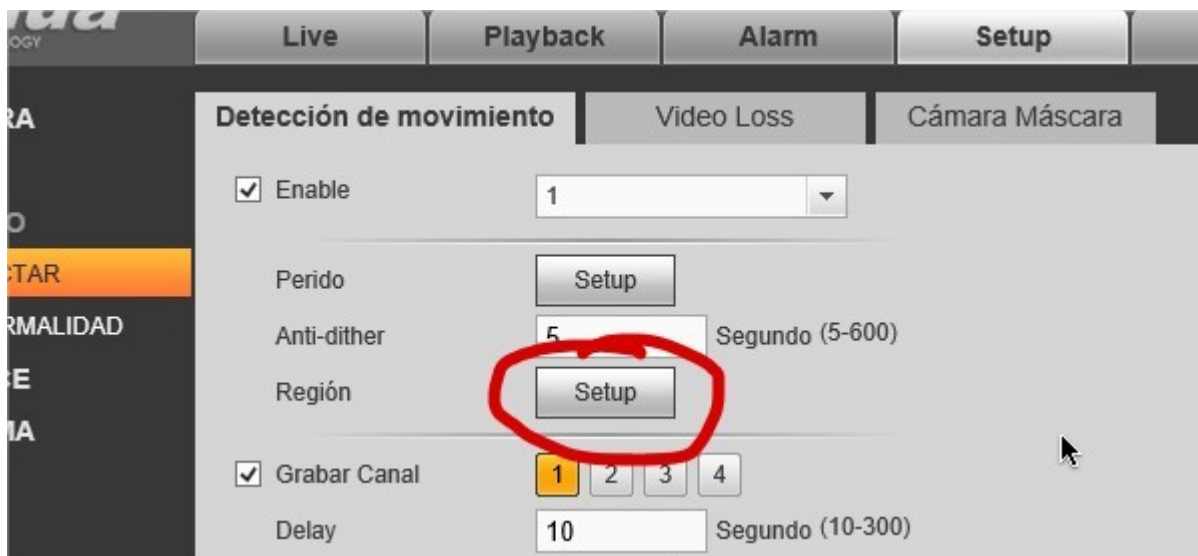 OGY
Live Playback Alarm Setup
RA
Detección de movimiento Video Loss Cámara Máscara
Enable 1
O
CTAR
Perido Setup
RMALIDAD
Anti-dither 5 Segundo (5-600)
CE
Región Setup
MA
Grabar Canal 1 2 3 4
Delay 10 Segundo (10-300)